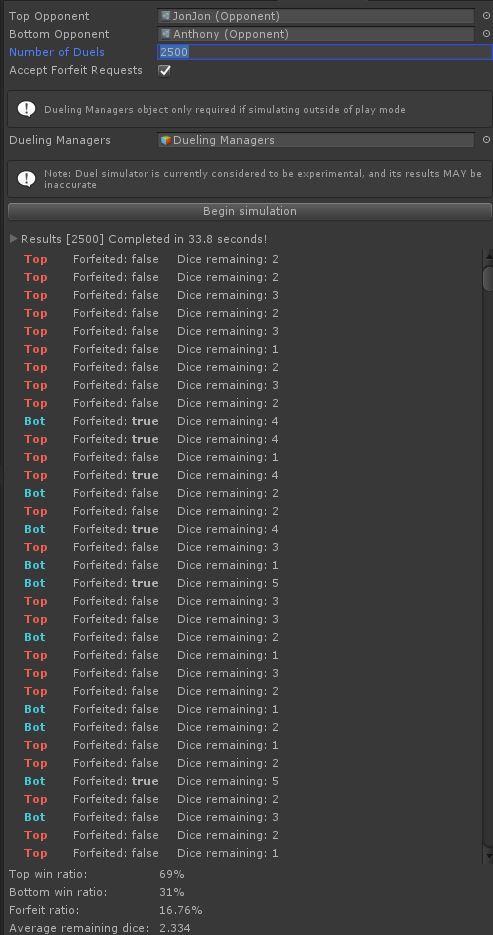 Top Opponent JonJon (Opponent)
Bottom Opponent Anthony (Opponent)
Number of Duels 2500
Accept Forfeit Requests
Dueling Managers object only required if simulating outside of play mode
Dueling Managers Dueling Managers
Note: Duel simulator is currently considered to be experimental, and its results MAY be
inaccurate
Begin simulation
Results [2500] Completed in 33.8 seconds!
Top Forfeited: false Dice remaining: 2
Top Forfeited: false Dice remaining: 2
Top Forfeited: false Dice remaining: 3
Top Forfeited: false Dice remaining: 2
Top Forfeited: false Dice remaining: 3
Top Forfeited: false Dice remaining: 1
Top Forfeited: false Dice remaining: 2
Top Forfeited: false Dice remaining: 3
Top Forfeited: false Dice remaining: 2
Bot Forfeited: true Dice remaining: 4
Top Forfeited: true Dice remaining: 4
Top Forfeited: false Dice remaining: 1
Top Forfeited: true Dice remaining: 4
Bot Forfeited: false Dice remaining: 2
Top Forfeited: false Dice remaining: 2
Bot Forfeited: true Dice remaining: 4
Top Forfeited: false Dice remaining: 3
Bot Forfeited: false Dice remaining: 1
Bot Forfeited: true Dice remaining: 5
Top Forfeited: false Dice remaining: 3
Top Forfeited: false Dice remaining: 3
Bot Forfeited: false Dice remaining: 2
Top Forfeited: false Dice remaining: 1
Top Forfeited: false Dice remaining: 3
Top Forfeited: false Dice remaining: 2
Bot Forfeited: false Dice remaining: 1
Bot Forfeited: false Dice remaining: 2
Top Forfeited: false Dice remaining: 1
Top Forfeited: false Dice remaining: 2
Bot Forfeited: true Dice remaining: 5
Top Forfeited: false Dice remaining: 2
Bot Forfeited: false Dice remaining: 3
Top Forfeited: false Dice remaining: 2
Top Forfeited: false Dice remaining: 1
Top win ratio: 69%
Bottom win ratio: 31%
Forfeit ratio: 16.76%
Average remaining dice: 2.334